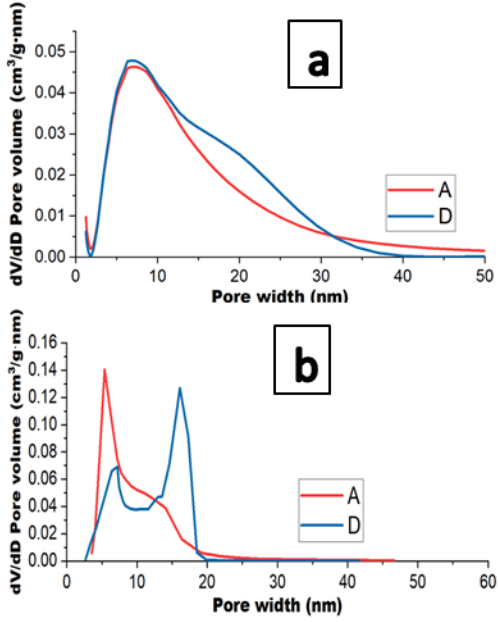 a
dV/dD Pore volume (cm³/g·nm)
0.05
0.04
0.03
0.02
0.01
0.00
A
D
0 10 20 30 40 50
Pore width (nm)
b
dV/dD Pore volume (cm³/g·nm)
0.16
0.14
0.12
0.10
0.08
0.06
0.04
0.02
0.00
A
D
0 10 20 30 40 50 60
Pore width (nm)